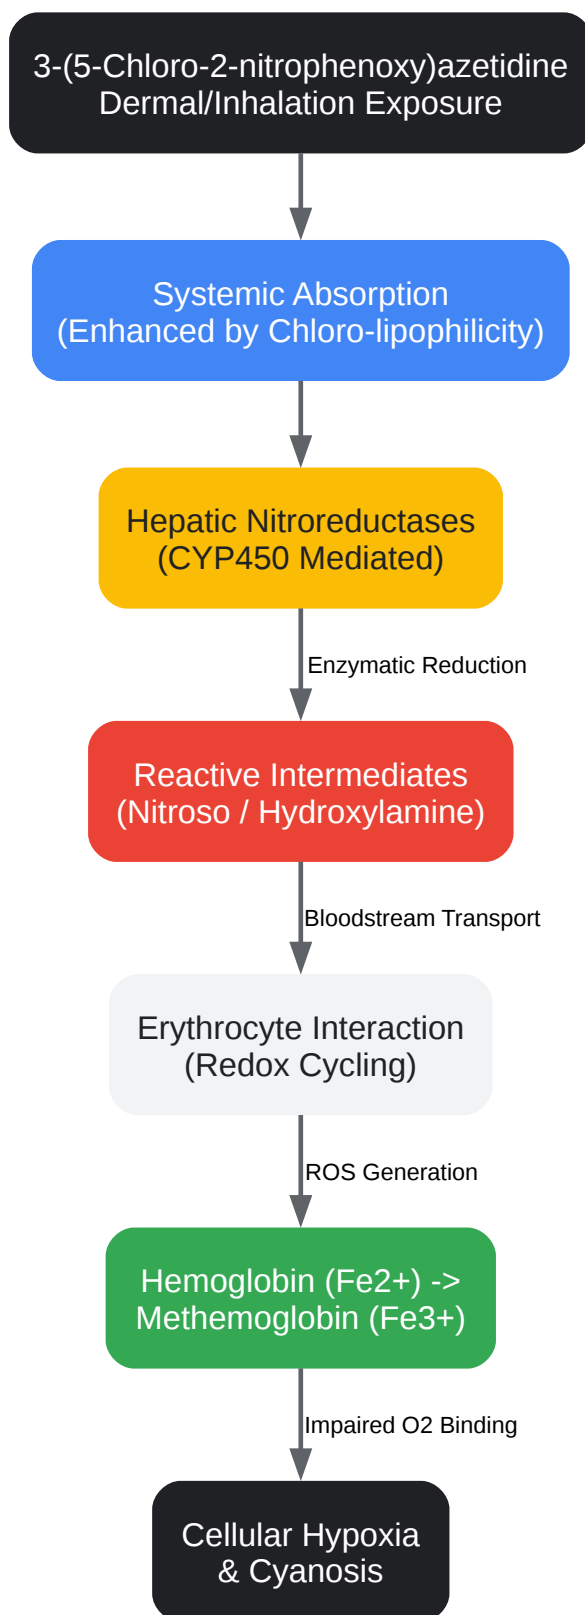 3-(5-Chloro-2-nitrophenoxy)azetidine
Dermal/Inhalation Exposure
Systemic Absorption
(Enhanced by Chloro-lipophilicity)
Hepatic Nitroreductases
(CYP450 Mediated)
Enzymatic Reduction
Reactive Intermediates
(Nitroso / Hydroxylamine)
Bloodstream Transport
Erythrocyte Interaction
(Redox Cycling)
ROS Generation
Hemoglobin (Fe2+) ->
Methemoglobin (Fe3+)
Impaired O2 Binding
Cellular Hypoxia
& Cyanosis